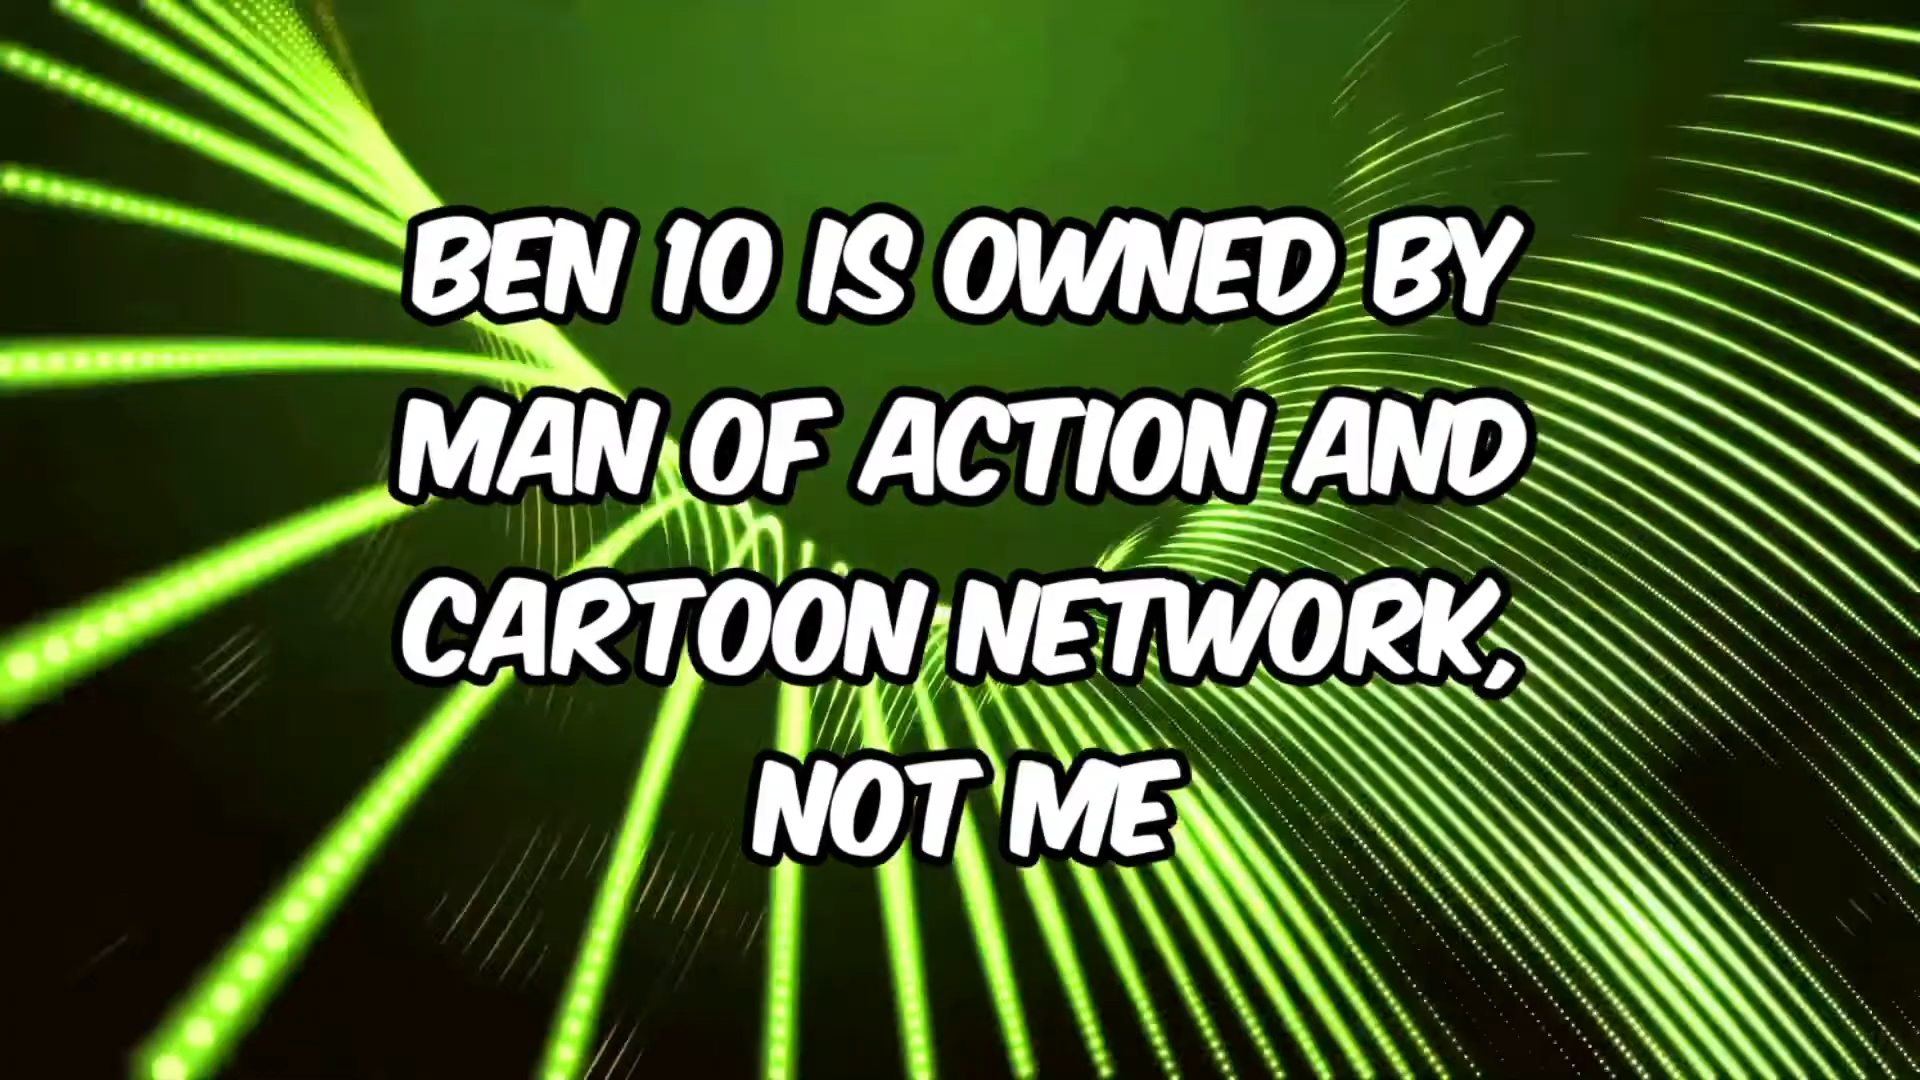 BEN 10 IS OWNED BY
MAN OF ACTION AND
CARTOON NETWORK,
NOT ME